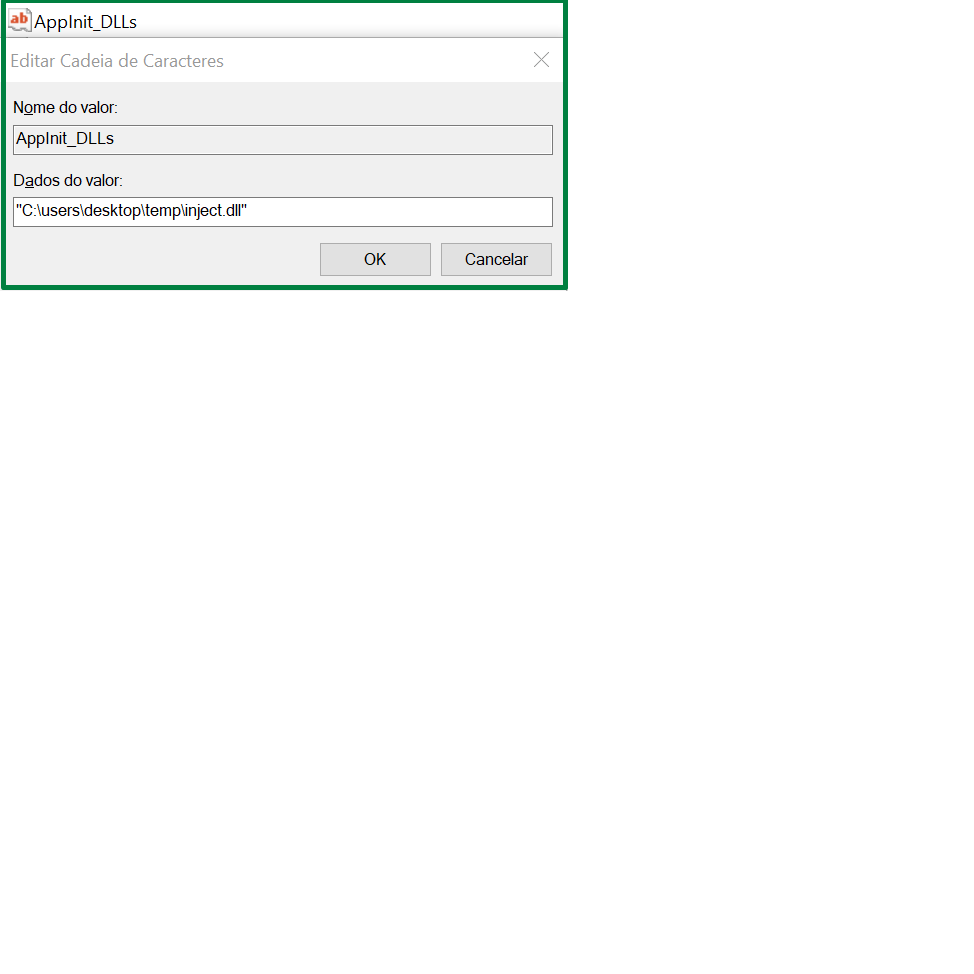 ab AppInit_DLLs
Editar Cadeia de Caracteres
Nome do valor:
AppInit_DLLs
Dados do valor:
"C:\users\desktop\temp\inject.dll"
OK Cancelar